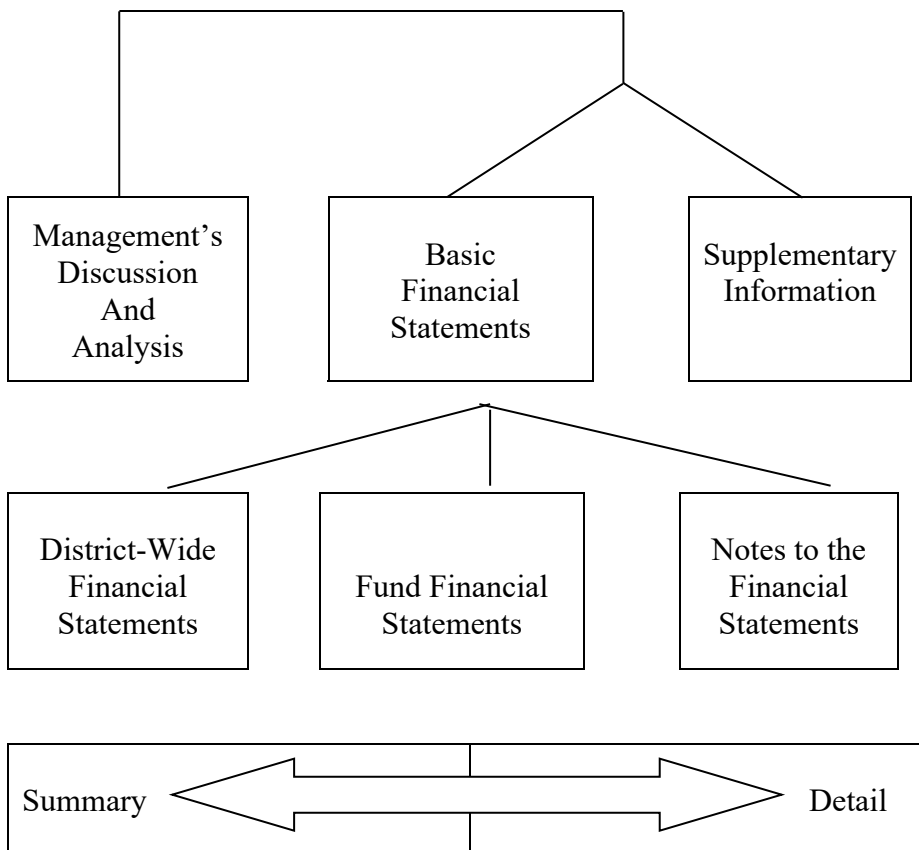 Management’s
Discussion
And
Analysis
Basic
Financial
Statements
Supplementary
Information
District-Wide
Financial
Statements
Fund Financial
Statements
Notes to the
Financial
Statements
Summary
Detail